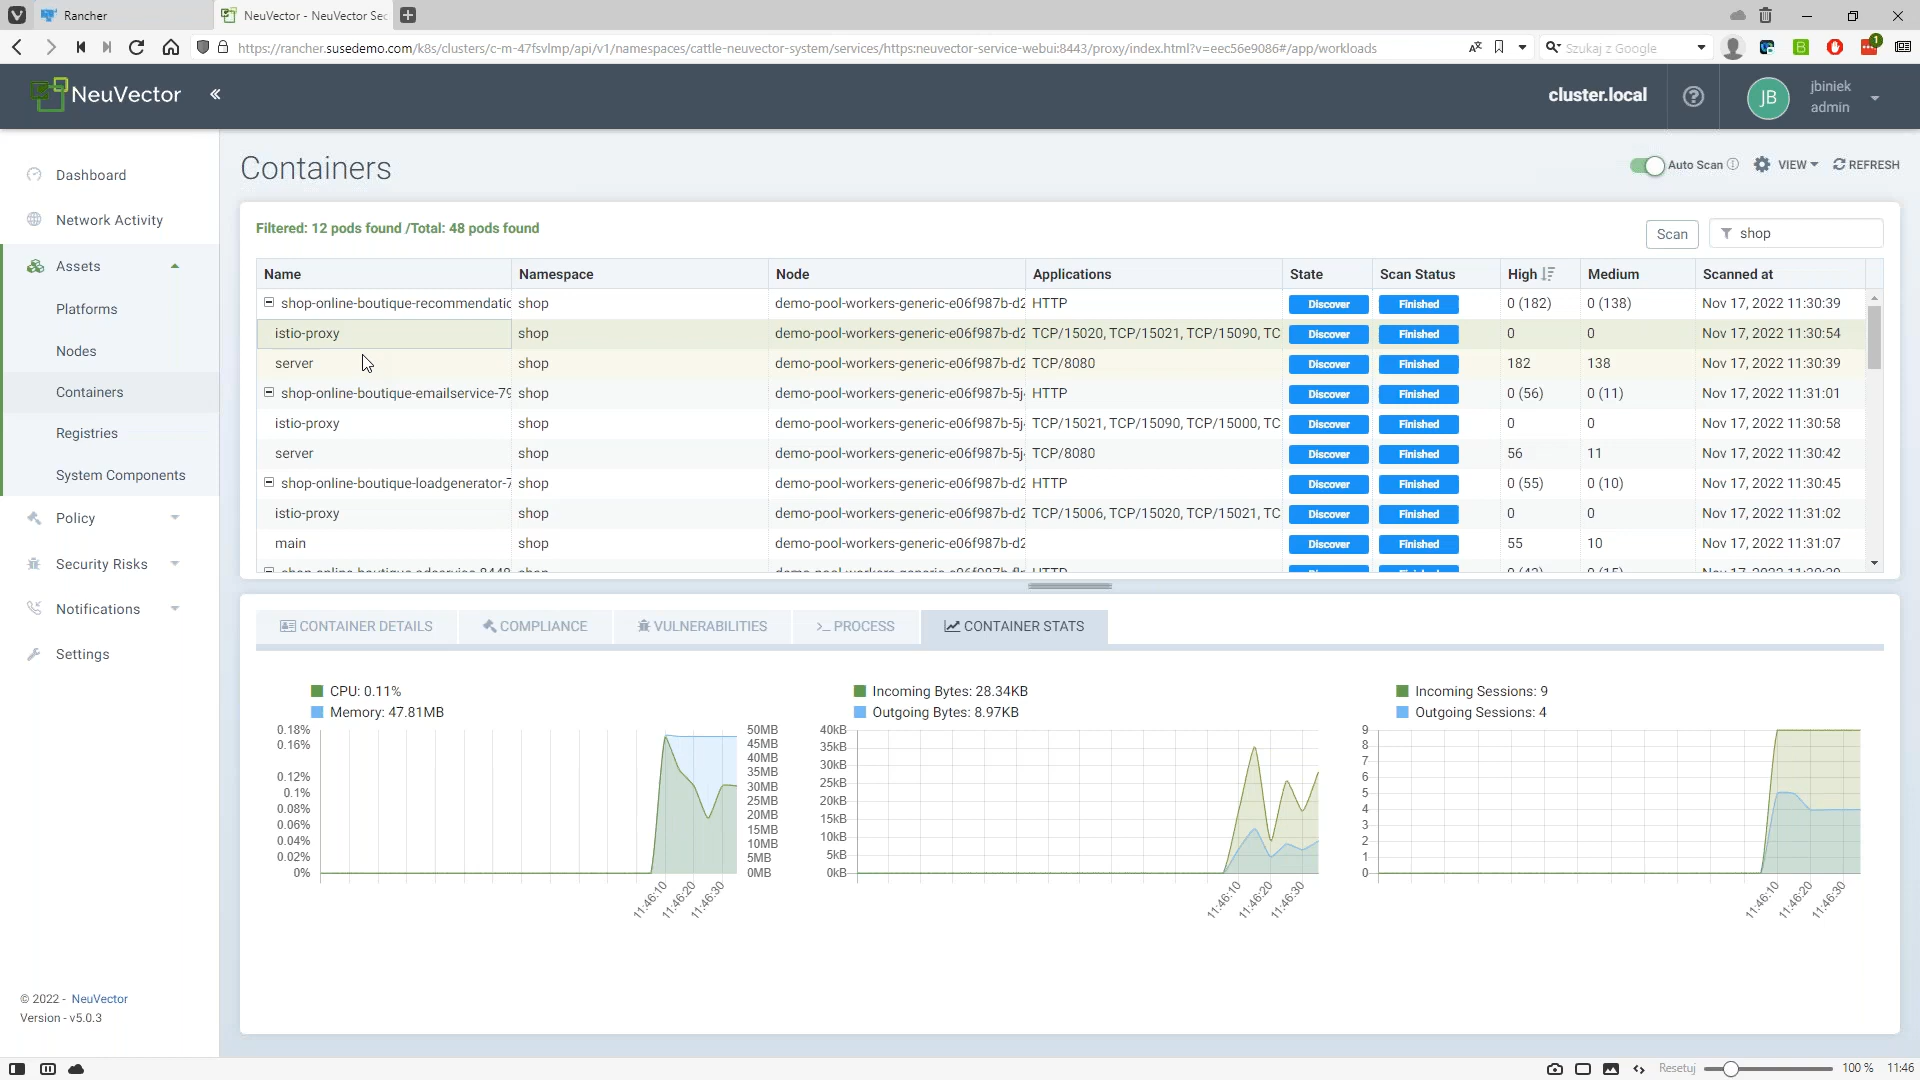 Rancher
NeuVector - NeuVector Sec
https://rancher.susedemo.com/k8s/clusters/c-m-47fsvlmp/api/v1/namespaces/cattle-neuvector-system/services/https:neuvector-service-webui:8443/proxy/index.html?v=eec56e9086#/app/workloads
Szukaj z Google
1
NeuVector
cluster.local
JB
jbiniek
admin
Dashboard
Network Activity
Assets
Platforms
Nodes
Containers
Registries
System Components
Policy
Security Risks
Notifications
Settings
© 2022 - NeuVector
Version - v5.0.3
Containers
Auto Scan
VIEW
REFRESH
Filtered: 12 pods found /Total: 48 pods found
Scan
shop
Name Namespace Node Applications State Scan Status High Medium Scanned at
shop-online-boutique-recommendatic shop demo-pool-workers-generic-e06f987b-d2 HTTP Discover Finished 0 (182) 0 (138) Nov 17, 2022 11:30:39
istio-proxy shop demo-pool-workers-generic-e06f987b-d2 TCP/15020, TCP/15021, TCP/15090, TC Discover Finished 0 0 Nov 17, 2022 11:30:54
server shop demo-pool-workers-generic-e06f987b-d2 TCP/8080 Discover Finished 182 138 Nov 17, 2022 11:30:39
shop-online-boutique-emailservice-79 shop demo-pool-workers-generic-e06f987b-5j HTTP Discover Finished 0 (56) 0 (11) Nov 17, 2022 11:31:01
istio-proxy shop demo-pool-workers-generic-e06f987b-5j TCP/15021, TCP/15090, TCP/15000, TC Discover Finished 0 0 Nov 17, 2022 11:30:58
server shop demo-pool-workers-generic-e06f987b-5j TCP/8080 Discover Finished 56 11 Nov 17, 2022 11:30:42
shop-online-boutique-loadgenerator-7 shop demo-pool-workers-generic-e06f987b-d2 HTTP Discover Finished 0 (55) 0 (10) Nov 17, 2022 11:30:45
istio-proxy shop demo-pool-workers-generic-e06f987b-d2 TCP/15006, TCP/15020, TCP/15021, TC Discover Finished 0 0 Nov 17, 2022 11:31:02
main shop demo-pool-workers-generic-e06f987b-d2 Discover Finished 55 10 Nov 17, 2022 11:31:07
CONTAINER DETAILS COMPLIANCE VULNERABILITIES >_ PROCESS CONTAINER STATS
CPU: 0.11%
Memory: 47.81MB
0.18%
0.16%
0.12%
0.1%
0.08%
0.06%
0.04%
0.02%
0%
50MB
45MB
40MB
35MB
30MB
25MB
20MB
15MB
10MB
5MB
0MB
11:46:10 11:46:20 11:46:30
Incoming Bytes: 28.34KB
Outgoing Bytes: 8.97KB
40kB
35kB
30kB
25kB
20kB
15kB
10kB
5kB
0kB
11:46:10 11:46:20 11:46:30
Incoming Sessions: 9
Outgoing Sessions: 4
9
8
7
6
5
4
3
2
1
0
11:46:10 11:46:20 11:46:30
Resetuj 100 % 11:46